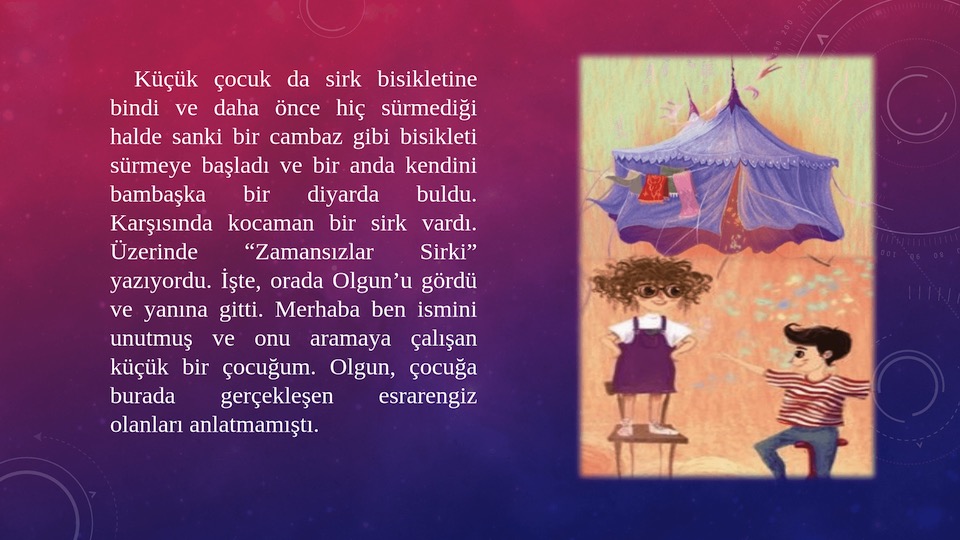 Küçük çocuk da sirk bisikletine
bindi ve daha önce hiç sürmediği
halde sanki bir cambaz gibi bisikleti
sürmeye başladı ve bir anda kendini
bambaşka bir diyarda buldu.
Karşısında kocaman bir sirk vardı.
Üzerinde “Zamansızlar Sirki”
yazıyordu. İşte, orada Olgun’u gördü
ve yanına gitti. Merhaba ben ismini
unutmuş ve onu aramaya çalışan
küçük bir çocuğum. Olgun, çocuğa
burada gerçekleşen esrarengiz
olanları anlatmamıştı.